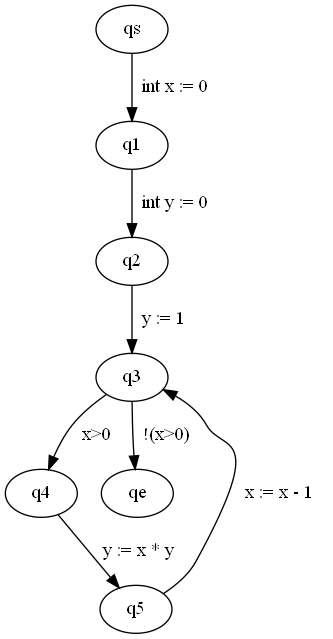 qs
int x := 0
q1
int y := 0
q2
y := 1
q3
x>0
!(x>0)
q4
qe
x := x - 1
y := x * y
q5